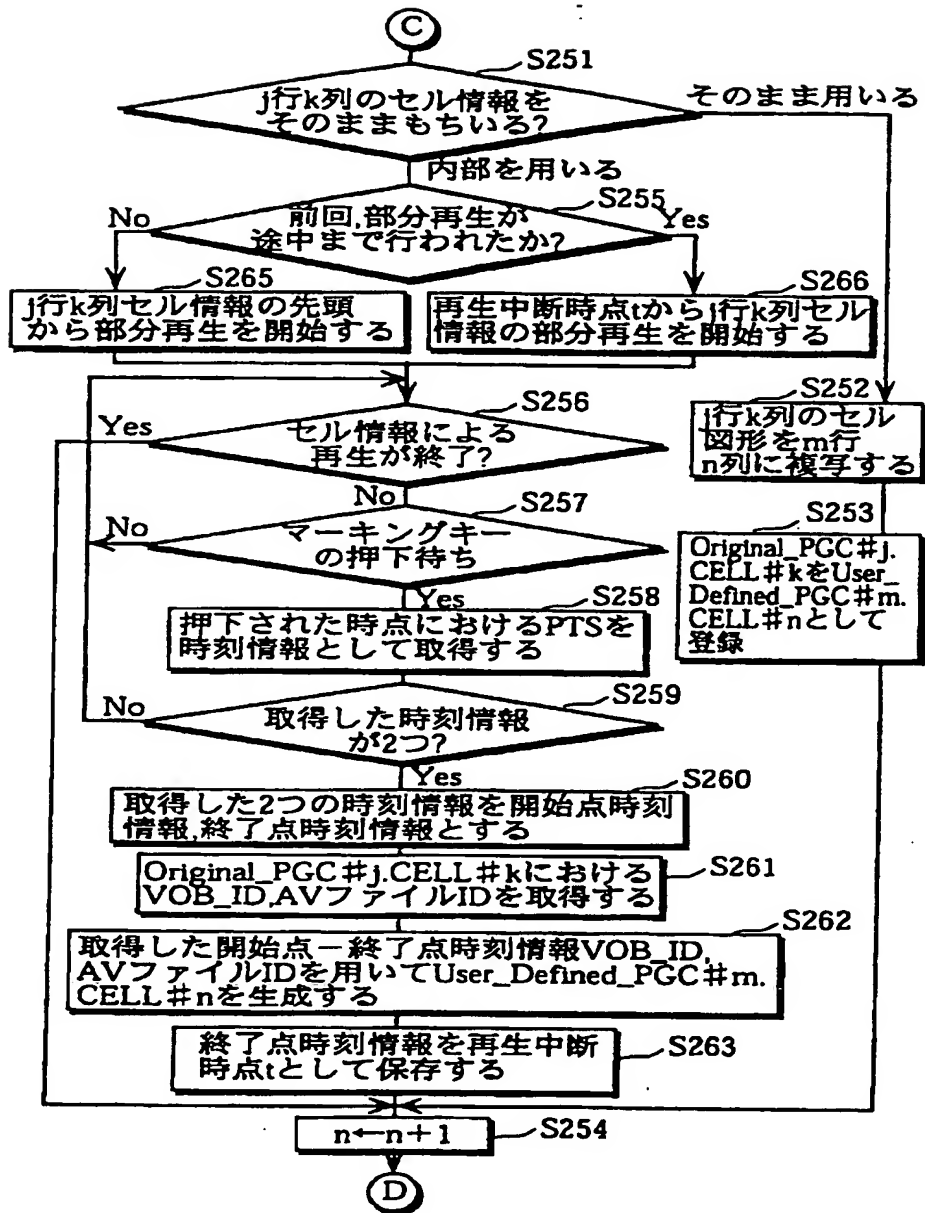 C
S251
j行k列のセル情報を
そのままもちいる?
そのまま用いる
内部を用いる
S255
前回,部分再生が
途中まで行われたか?
No
Yes
S265
j行k列セル情報の先頭
から部分再生を開始する
S266
再生中断時点tからj行k列セル
情報の部分再生を開始する
S256
セル情報による
再生が終了?
Yes
No
S252
j行k列のセル
図形をm行
n列に複写する
S257
マーキングキー
の押下待ち
No
Yes
S253
Original_PGC#j.
CELL#kをUser_
Defined_PGC#m.
CELL#nとして
登録
S258
押下された時点におけるPTSを
時刻情報として取得する
S259
取得した時刻情報
が2つ?
No
Yes
S260
取得した2つの時刻情報を開始点時刻
情報,終了点時刻情報とする
S261
Original_PGC#j.CELL#kにおける
VOB_ID,AVファイルIDを取得する
S262
取得した開始点−終了点時刻情報VOB_ID,
AVファイルIDを用いてUser_Defined_PGC#m.
CELL#nを生成する
S263
終了点時刻情報を再生中断
時点tとして保存する
S254
n←n+1
D